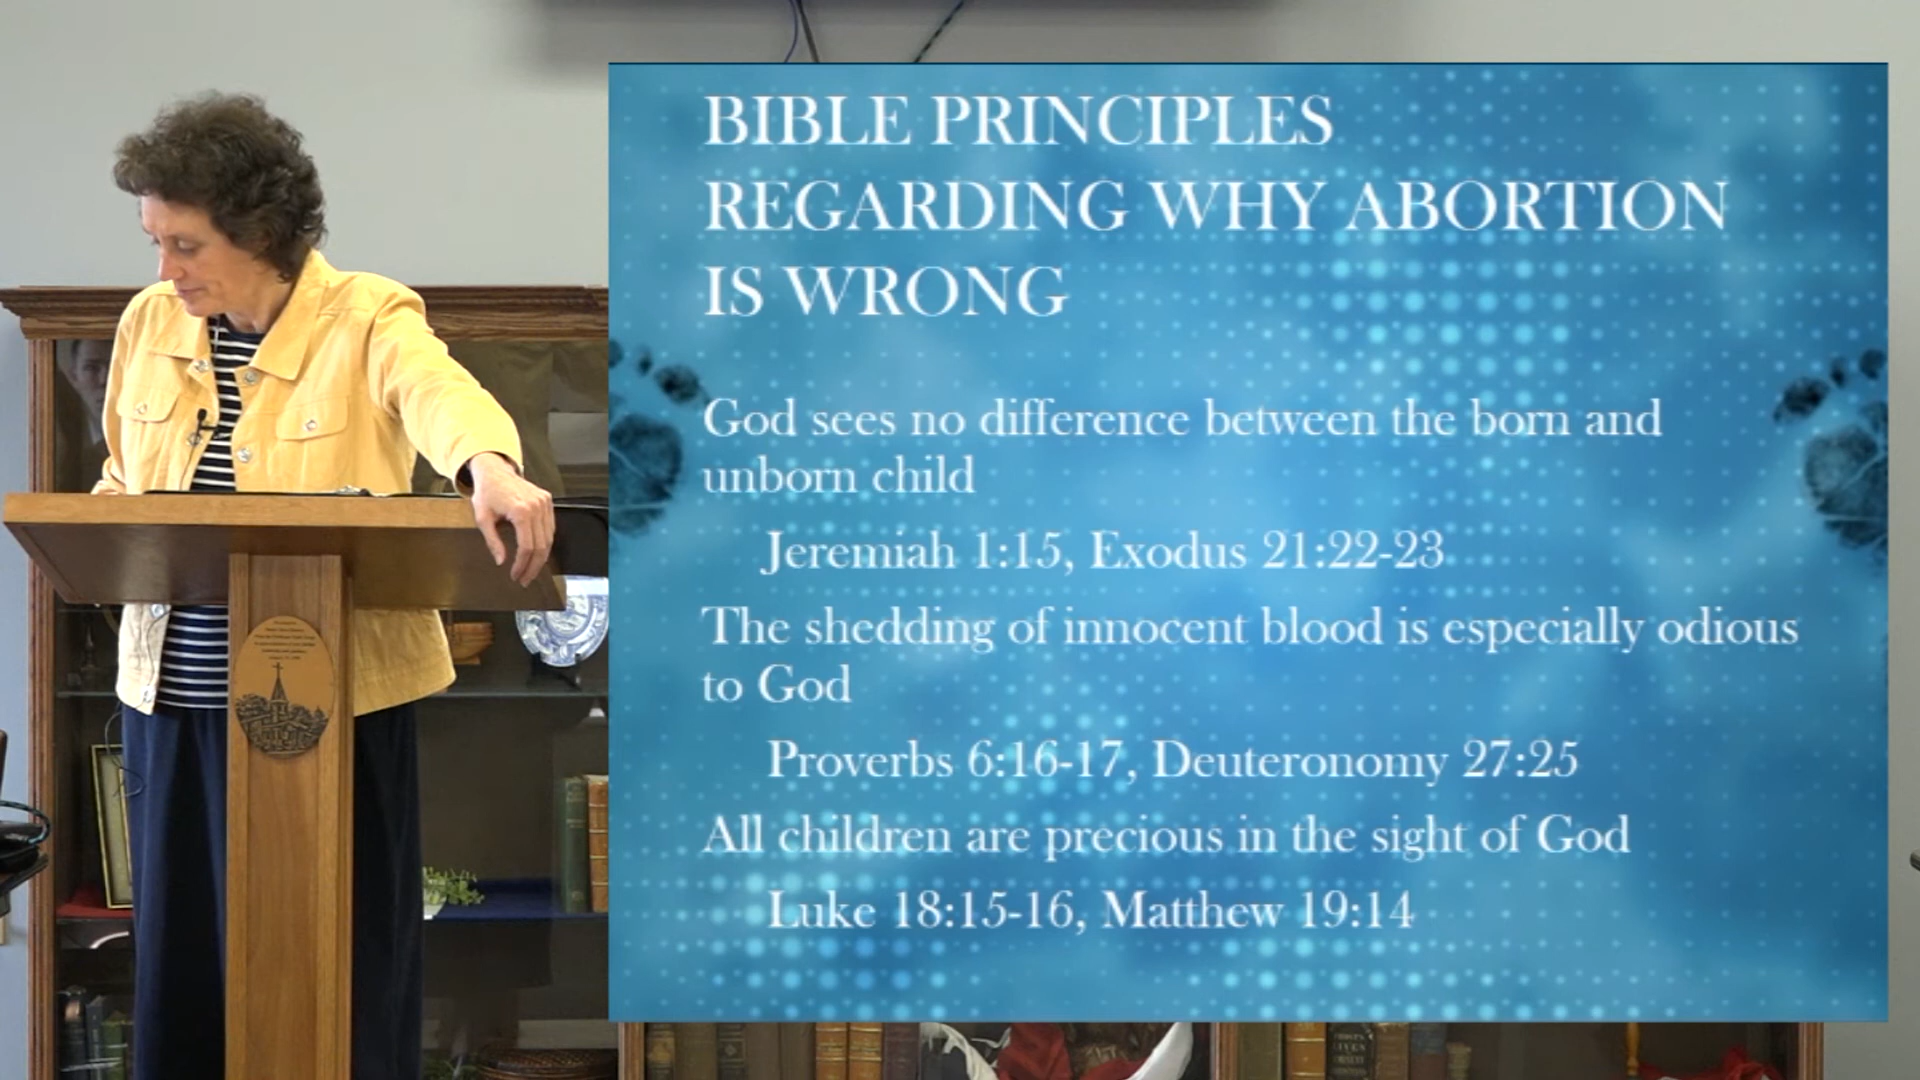 BIBLE PRINCIPLES
REGARDING WHY ABORTION
IS WRONG
God sees no difference between the born and
unborn child
Jeremiah 1:15, Exodus 21:22-23
The shedding of innocent blood is especially odious
to God
Proverbs 6:16-17, Deuteronomy 27:25
All children are precious in the sight of God
Luke 18:15-16, Matthew 19:14